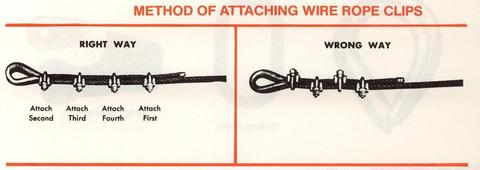 METHOD OF ATTACHING WIRE ROPE CLIPS
RIGHT WAY
WRONG WAY
Attach Second
Attach Third
Attach Fourth
Attach First